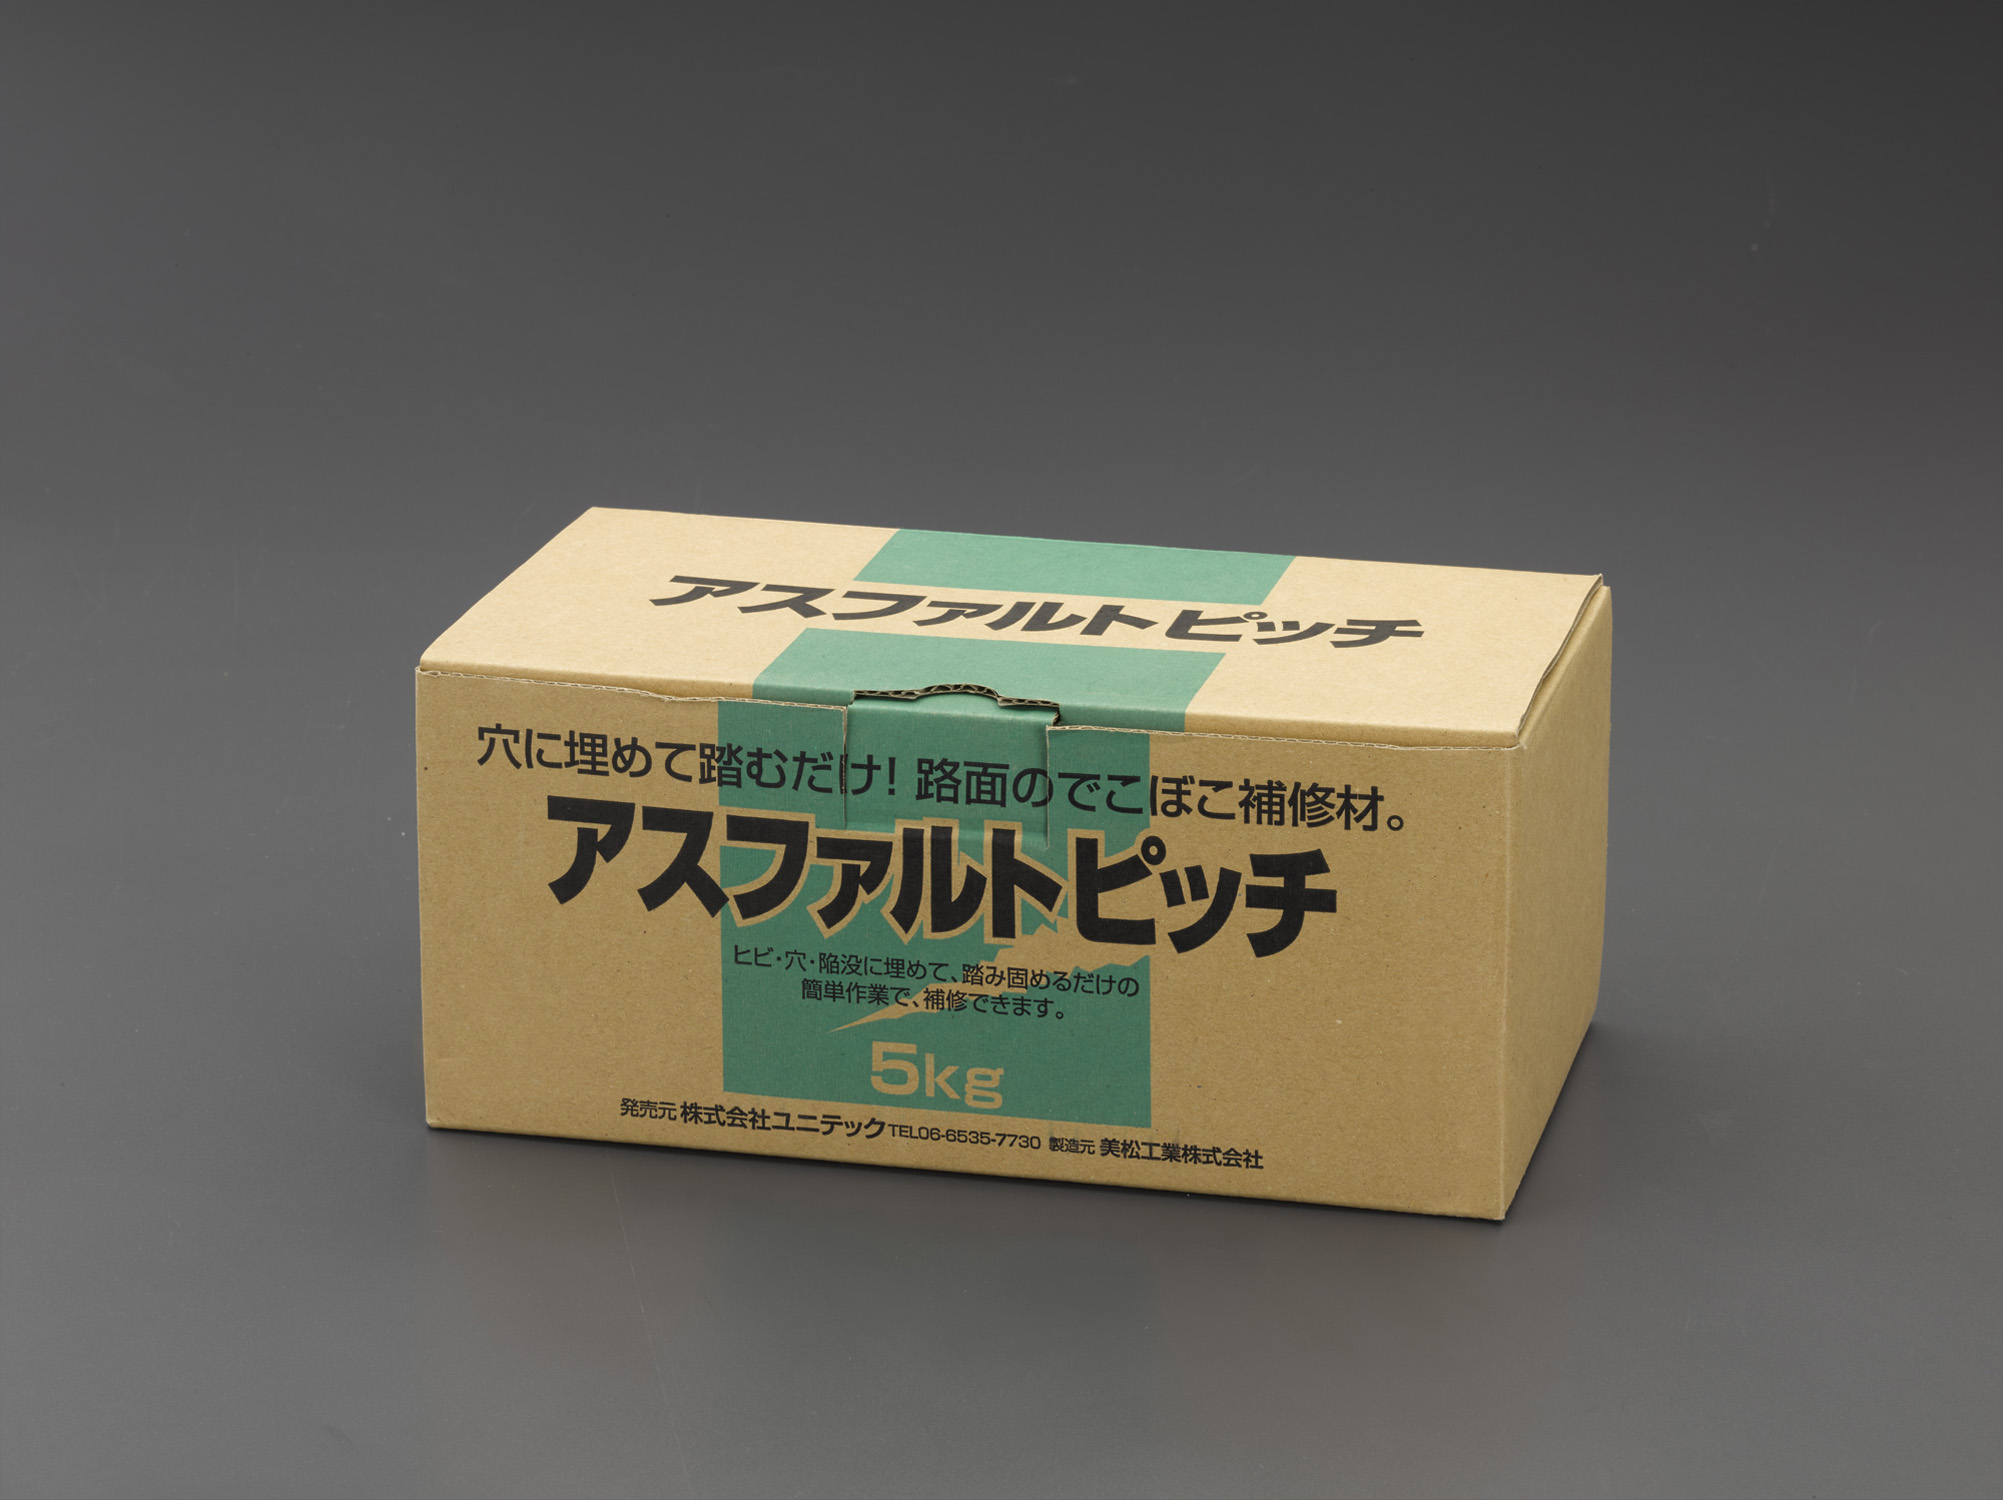 アスファルトピッチ
穴に埋めて踏むだけ! 路面のでこぼこ補修材。
アスファルトピッチ
ヒビ・穴・陥没に埋めて、踏み固めるだけの
簡単作業で、補修できます。
5kg
発売元 株式会社ユニテック TEL06-6535-7730 製造元 美松工業株式会社